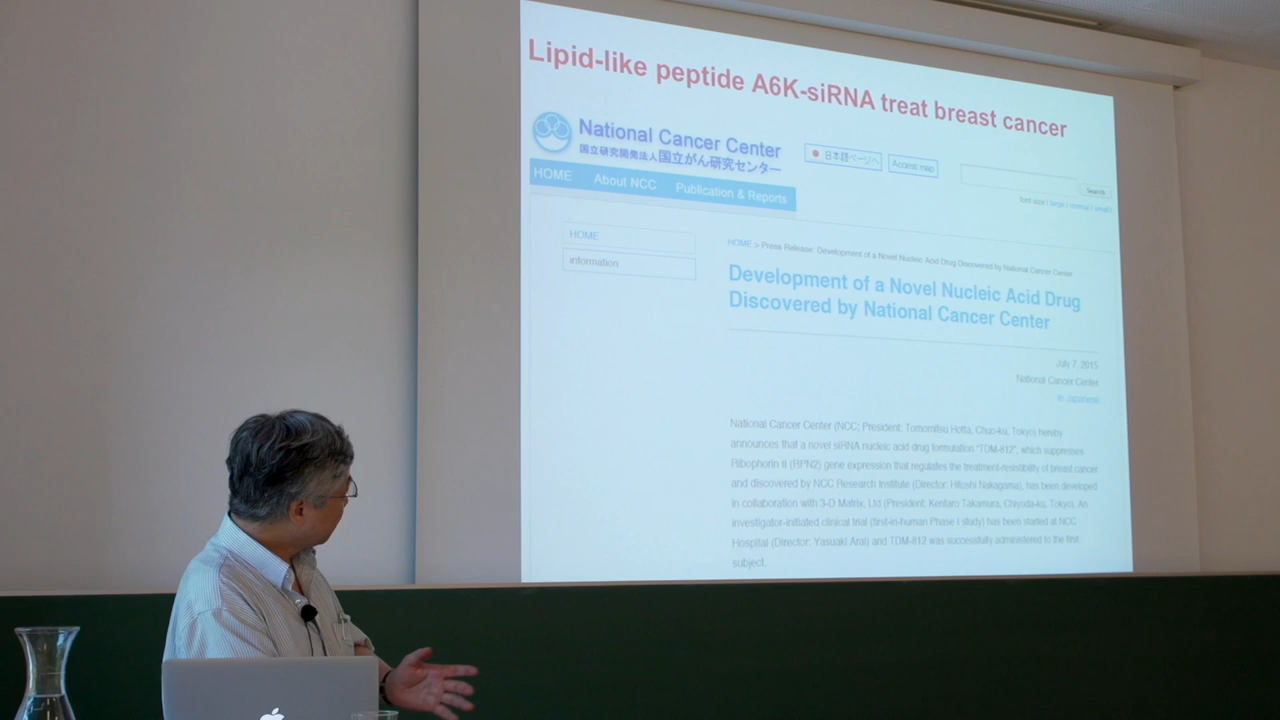 Lipid-like peptide A6K-siRNA treat breast cancer
National Cancer Center
国立研究開発法人国立がん研究センター
日本語ページへ
Access map
Search
font size | large | normal | small |
HOME
About NCC
Publication & Reports
HOME
information
HOME > Press Release: Development of a Novel Nucleic Acid Drug Discovered by National Cancer Center
Development of a Novel Nucleic Acid Drug
Discovered by National Cancer Center
July 7, 2015
National Cancer Center
in Japanese
National Cancer Center (NCC; President: Tomomitsu Hotta, Chuo-ku, Tokyo) hereby
announces that a novel siRNA nucleic acid drug formulation "TDM-812", which suppresses
Ribophorin II (RPN2) gene expression that regulates the treatment-resistibility of breast cancer
and discovered by NCC Research Institute (Director: Hitoshi Nakagama), has been developed
in collaboration with 3-D Matrix, Ltd (President: Kentaro Takamura, Chiyoda-ku, Tokyo). An
investigator-initiated clinical trial (first-in-human Phase I study) has been started at NCC
Hospital (Director: Yasuaki Arai) and TDM-812 was successfully administered to the first
subject.